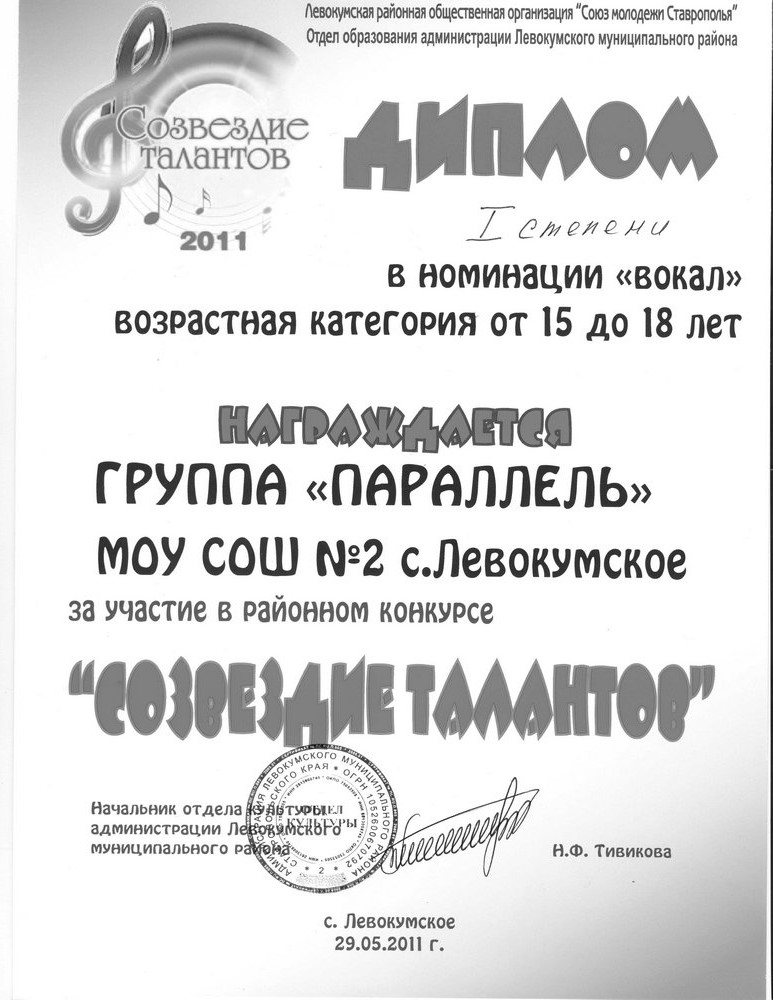 Левокумская районная общественная организация "Союз молодежи Ставрополья"
Отдел образования администрации Левокумского муниципального района
Созвездие
талантов
2011
ДИПЛОМ
I степени
в номинации «вокал»
возрастная категория от 15 до 18 лет
НАГРАЖДАЕТСЯ
ГРУППА «ПАРАЛЛЕЛЬ»
МОУ СОШ №2 с.Левокумское
за участие в районном конкурсе
"СОЗВЕЗДИЕ ТАЛАНТОВ"
Начальник отдела культуры
администрации Левокумского
муниципального района
Н.Ф. Тивикова
АДМИНИСТРАЦИЯ ЛЕВОКУМСКОГО МУНИЦИПАЛЬНОГО РАЙОНА
СТАВРОПОЛЬСКОГО КРАЯ * ОГРН 1052600670792
ОТДЕЛ
КУЛЬТУРЫ
* 2 *
с. Левокумское
29.05.2011 г.